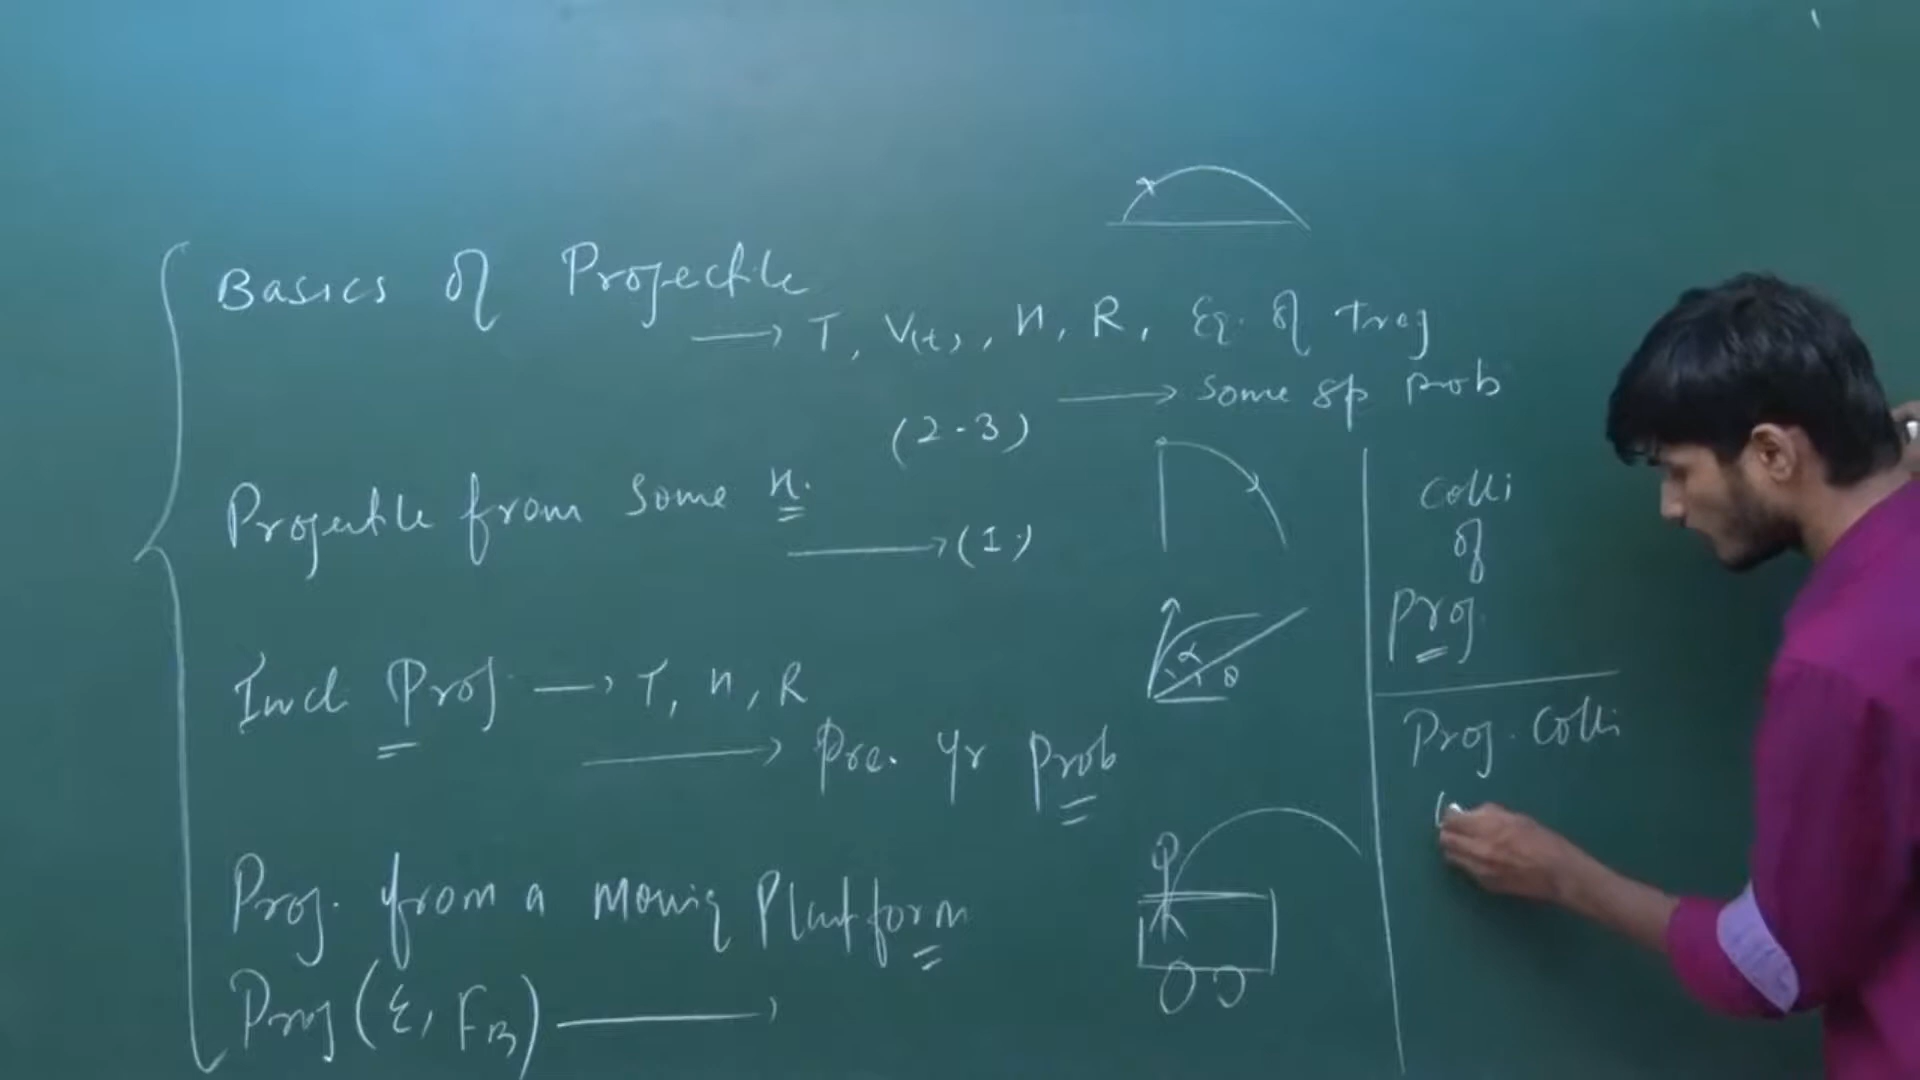 Basics of Projectile
→ T, V(t), H, R, Eq. of Traj
(2-3) → Some Sp Prob
Projectile from Some H.
→ (1)
Incl. Proj → T, H, R
α
θ
→ Pre. Yr Prob
Proj. from a Moving Platform
Proj (E, FB) →
Colli
of
Proj.
Proj. Colli